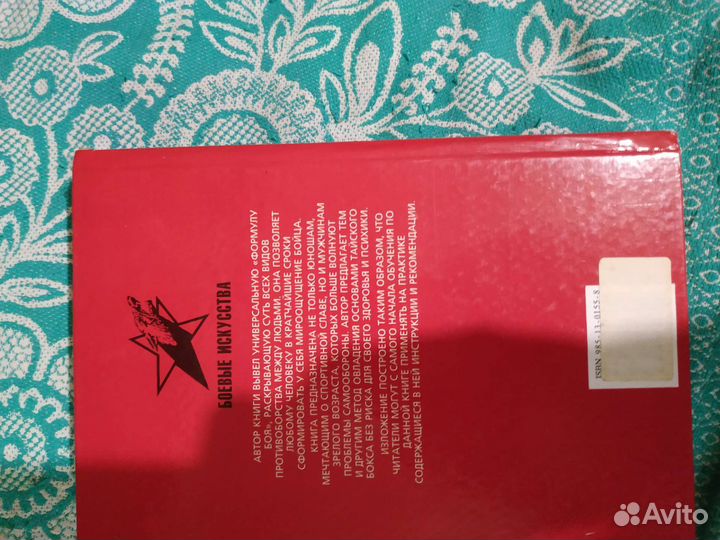 БОЕВЫЕ ИСКУССТВА
АВТОР КНИГИ ВЫВЕЛ УНИВЕРСАЛЬНУЮ «ФОРМУЛУ
БОЯ», РАСКРЫВАЮЩУЮ СУТЬ ВСЕХ ВИДОВ
ПРОТИВОБОРСТВА МЕЖДУ ЛЮДЬМИ. ОНА ПОЗВОЛЯЕТ
ЛЮБОМУ ЧЕЛОВЕКУ В КРАТЧАЙШИЕ СРОКИ
СФОРМИРОВАТЬ У СЕБЯ МИРООЩУЩЕНИЕ БОЙЦА.
КНИГА ПРЕДНАЗНАЧЕНА НЕ ТОЛЬКО ЮНОШАМ,
МЕЧТАЮЩИМ О СПОРТИВНОЙ СЛАВЕ, НО И МУЖЧИНАМ
ЗРЕЛОГО ВОЗРАСТА, КОТОРЫХ БОЛЬШЕ ВОЛНУЮТ
ПРОБЛЕМЫ САМООБОРОНЫ. АВТОР ПРЕДЛАГАЕТ ТЕМ
И ДРУГИМ МЕТОД ОВЛАДЕНИЯ ОСНОВАМИ ТАЙСКОГО
БОКСА БЕЗ РИСКА ДЛЯ СВОЕГО ЗДОРОВЬЯ И ПСИХИКИ.
ИЗЛОЖЕНИЕ ПОСТРОЕНО ТАКИМ ОБРАЗОМ, ЧТО
ЧИТАТЕЛИ МОГУТ С САМОГО НАЧАЛА ОБУЧЕНИЯ ПО
ДАННОЙ КНИГЕ ПРИМЕНЯТЬ НА ПРАКТИКЕ
СОДЕРЖАЩИЕСЯ В НЕЙ ИНСТРУКЦИИ И РЕКОМЕНДАЦИИ.
ISBN 985-13-0155-8
Avito